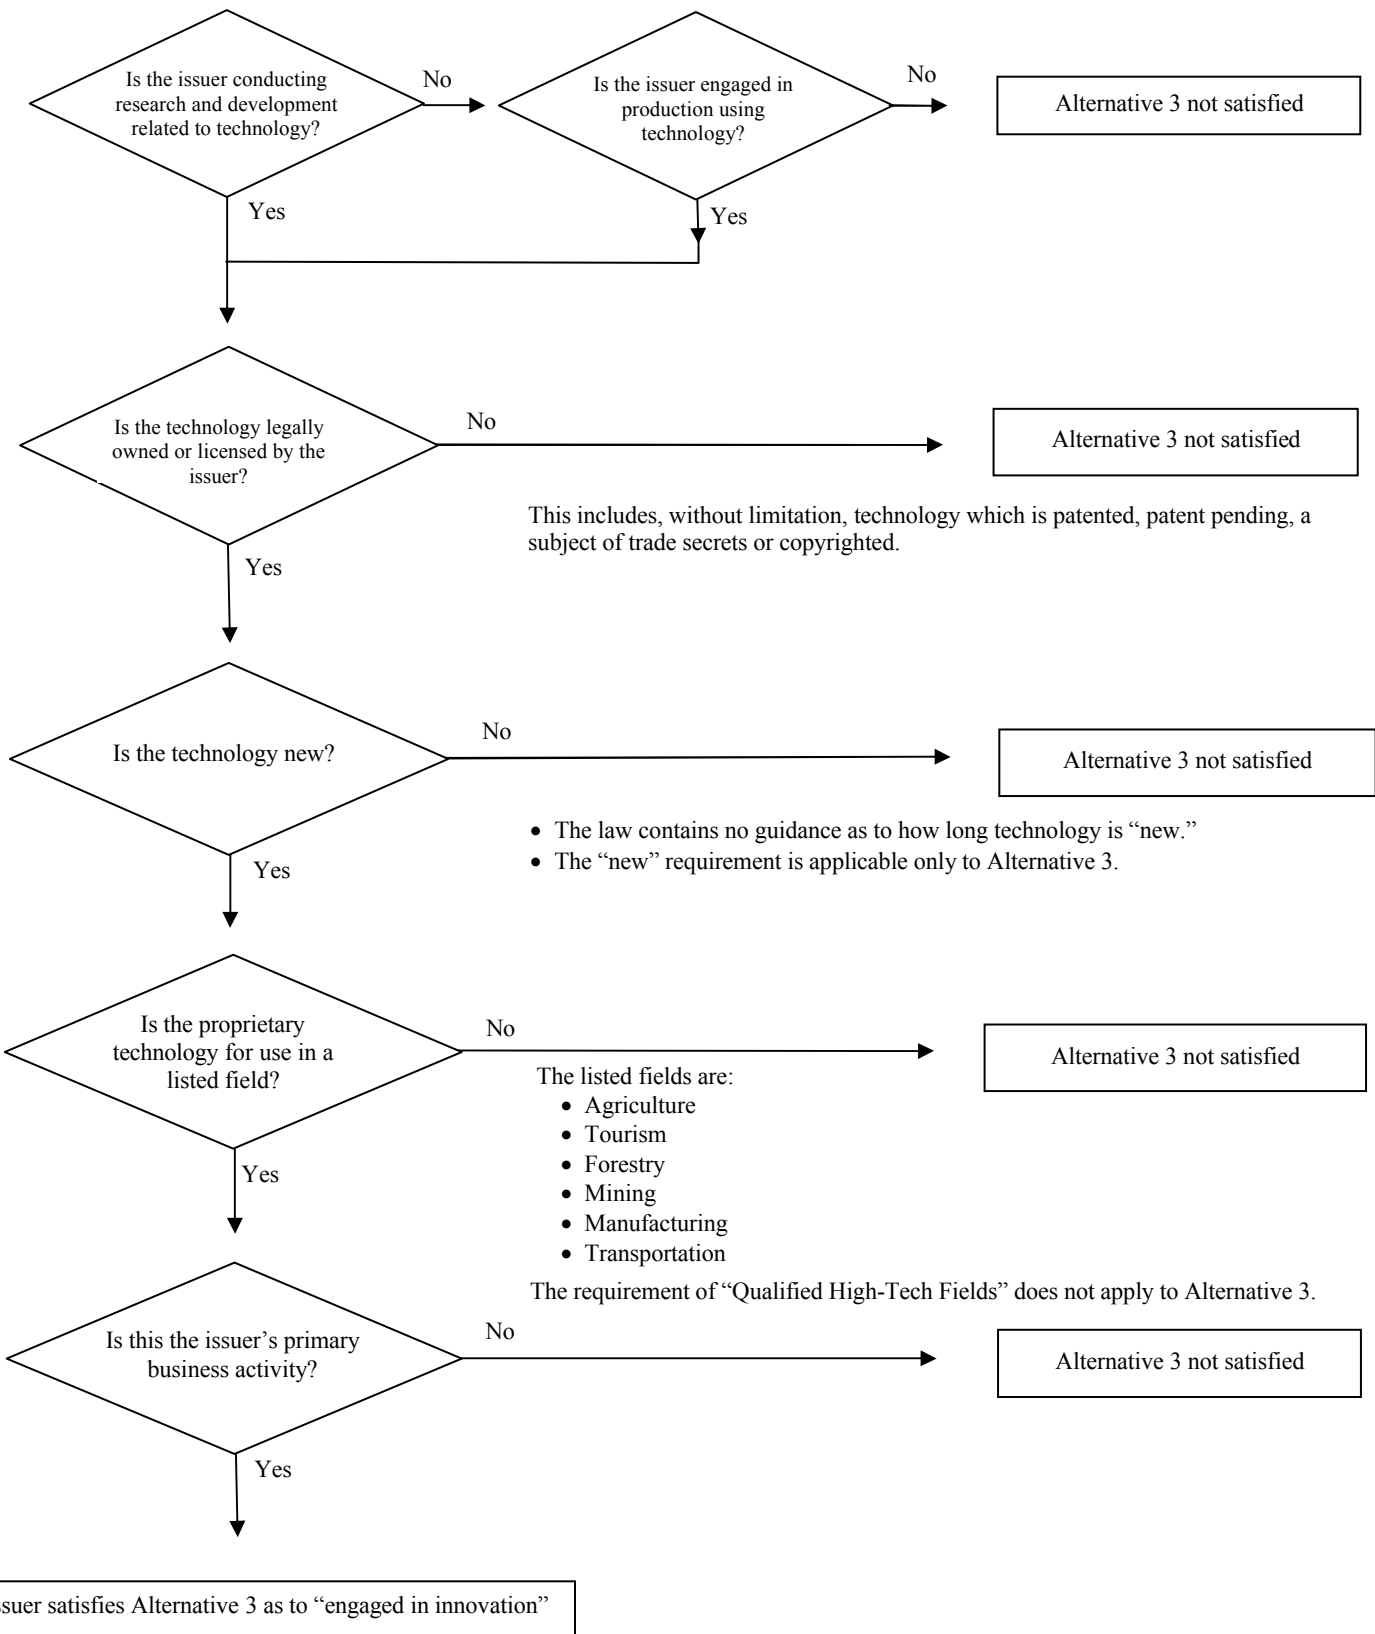 Is the issuer conducting
research and development
related to technology?
No
Is the issuer engaged in
production using
technology?
No
Alternative 3 not satisfied
Yes
Yes
Is the technology legally
owned or licensed by the
issuer?
No
Alternative 3 not satisfied
This includes, without limitation, technology which is patented, patent pending, a
subject of trade secrets or copyrighted.
Yes
Is the technology new?
No
Alternative 3 not satisfied
• The law contains no guidance as to how long technology is “new.”
• The “new” requirement is applicable only to Alternative 3.
Yes
Is the proprietary
technology for use in a
listed field?
No
Alternative 3 not satisfied
The listed fields are:
• Agriculture
• Tourism
• Forestry
• Mining
• Manufacturing
• Transportation
The requirement of “Qualified High-Tech Fields” does not apply to Alternative 3.
Yes
Is this the issuer’s primary
business activity?
No
Alternative 3 not satisfied
Yes
ssuer satisfies Alternative 3 as to “engaged in innovation”